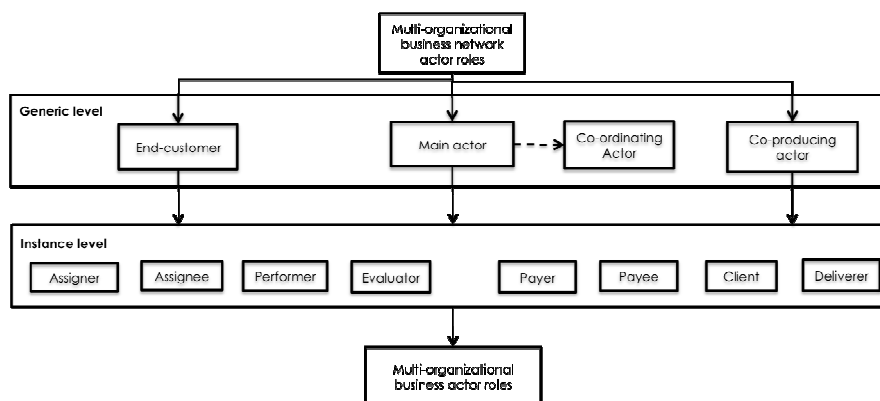 Multi-organizational
business network
actor roles
Generic level
End-customer
Main actor
Co-ordinating
Actor
Co-producing
actor
Instance level
Assigner
Assignee
Performer
Evaluator
Payer
Payee
Client
Deliverer
Multi-organizational
business actor roles